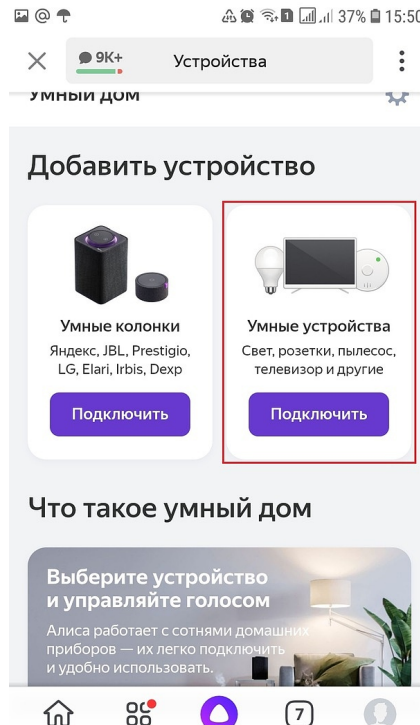 37% 15:50
9K+ Устройства
Умный дом
Добавить устройство
Умные колонки
Яндекс, JBL, Prestigio,
LG, Elari, Irbis, Dexp
Подключить
Умные устройства
Свет, розетки, пылесос,
телевизор и другие
Подключить
Что такое умный дом
Выберите устройство
и управляйте голосом
Алиса работает с сотнями домашних
приборов — их легко подключить
и удобно использовать.
7